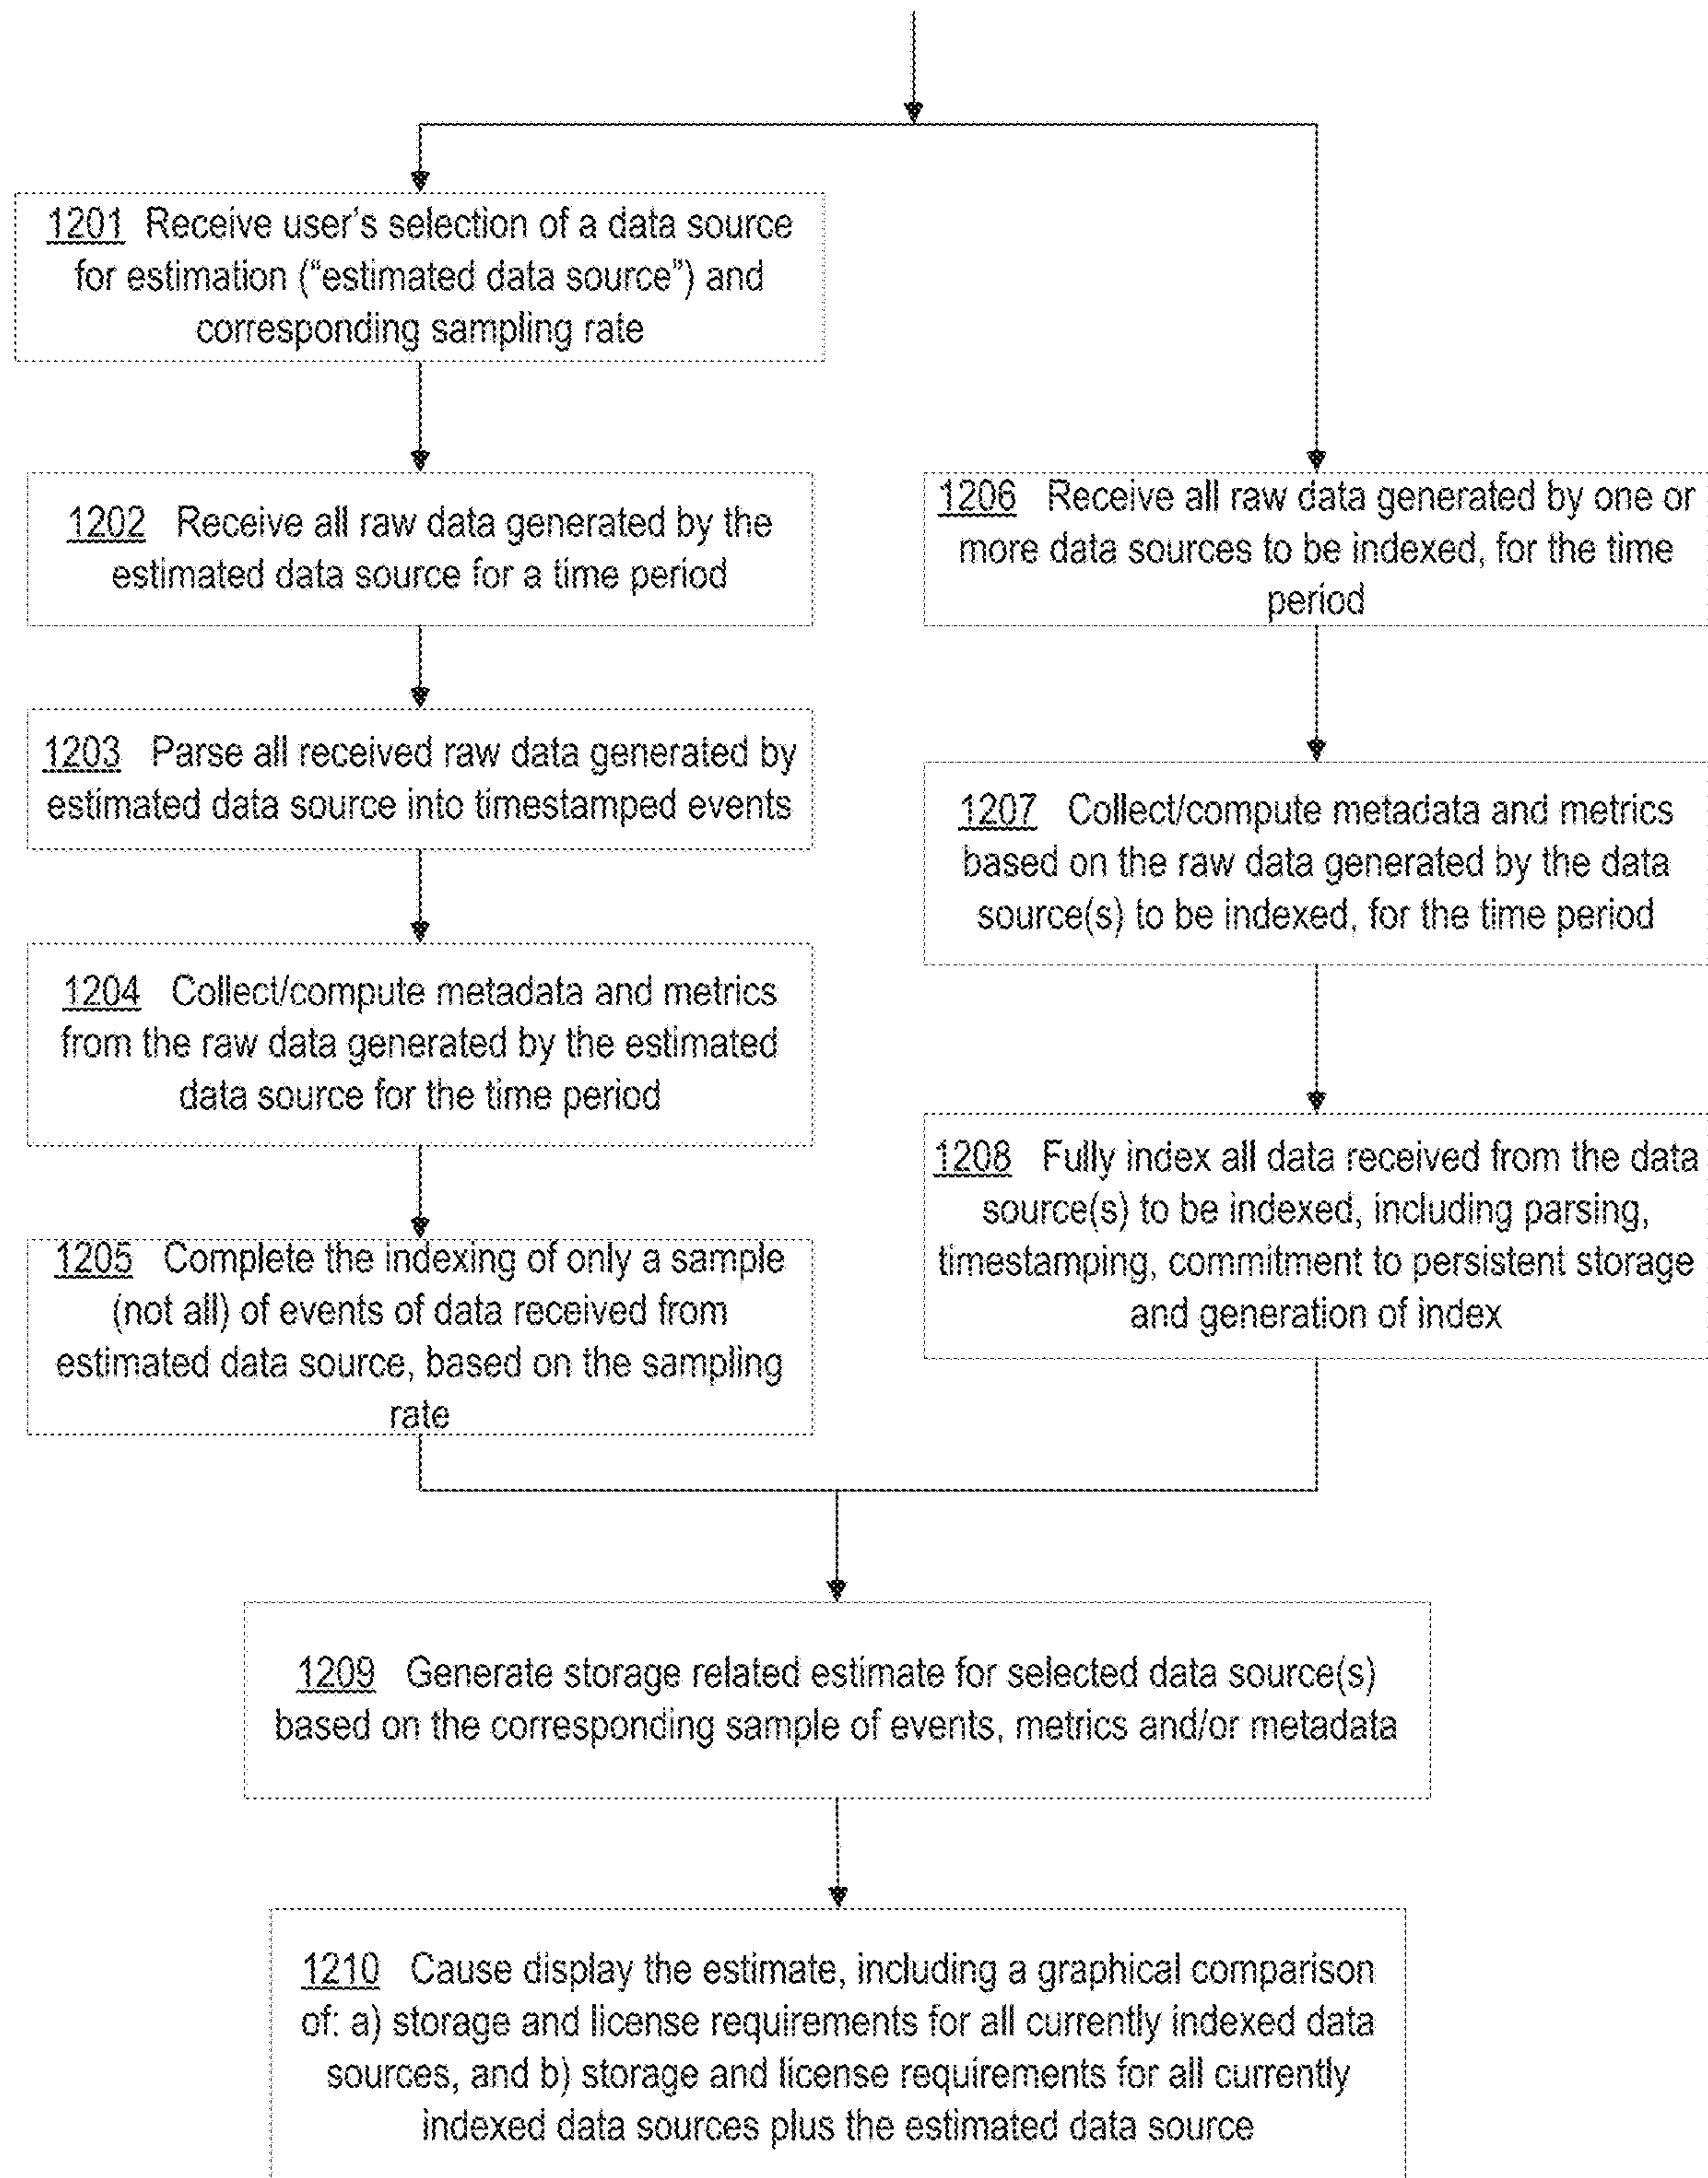 1201 Receive user's selection of a data source
for estimation ("estimated data source") and
corresponding sampling rate
1202 Receive all raw data generated by the
estimated data source for a time period
1203 Parse all received raw data generated by
estimated data source into timestamped events
1204 Collect/compute metadata and metrics
from the raw data generated by the estimated
data source for the time period
1205 Complete the indexing of only a sample
(not all) of events of data received from
estimated data source, based on the sampling
rate
1206 Receive all raw data generated by one or
more data sources to be indexed, for the time
period
1207 Collect/compute metadata and metrics
based on the raw data generated by the data
source(s) to be indexed, for the time period
1208 Fully index all data received from the data
source(s) to be indexed, including parsing,
timestamping, commitment to persistent storage
and generation of index
1209 Generate storage related estimate for selected data source(s)
based on the corresponding sample of events, metrics and/or metadata
1210 Cause display the estimate, including a graphical comparison
of: a) storage and license requirements for all currently indexed data
sources, and b) storage and license requirements for all currently
indexed data sources plus the estimated data source